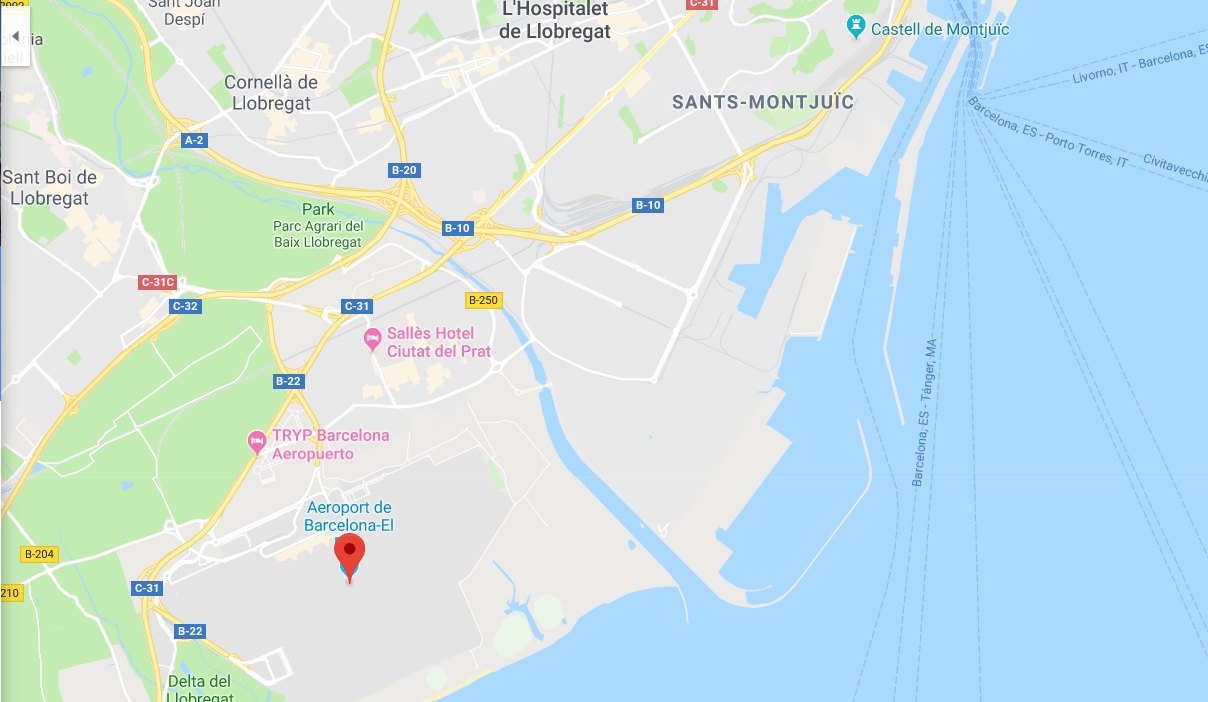 Sant Joan
Despí
L'Hospitalet
de Llobregat
C-31
Castell de Montjuïc
Livorno, IT - Barcelona, ES
Cornellà de
Llobregat
SANTS-MONTJUÏC
Barcelona, ES - Porto Torres, IT
Civitavecchi
A-2
B-20
Sant Boi de
Llobregat
B-10
Park
Parc Agrari del
Baix Llobregat
B-10
C-31C
C-32
C-31
B-250
Sallès Hotel
Ciutat del Prat
B-22
Barcelona, ES - Tánger, MA
TRYP Barcelona
Aeropuerto
Aeroport de
Barcelona-El
B-204
C-31
210
B-22
Delta del
Llobregat